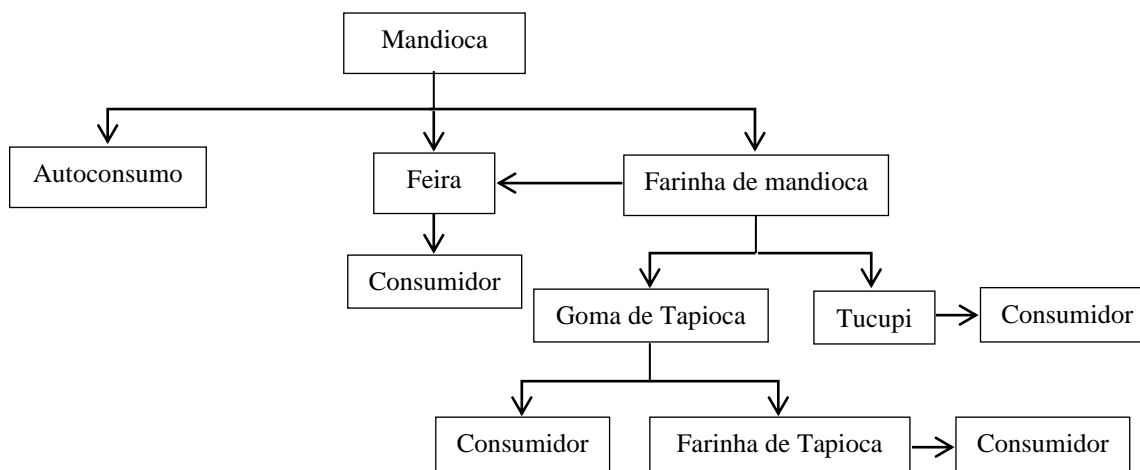 Mandioca
Autoconsumo
Feira
Farinha de mandioca
Consumidor
Goma de Tapioca
Tucupi
Consumidor
Consumidor
Farinha de Tapioca
Consumidor